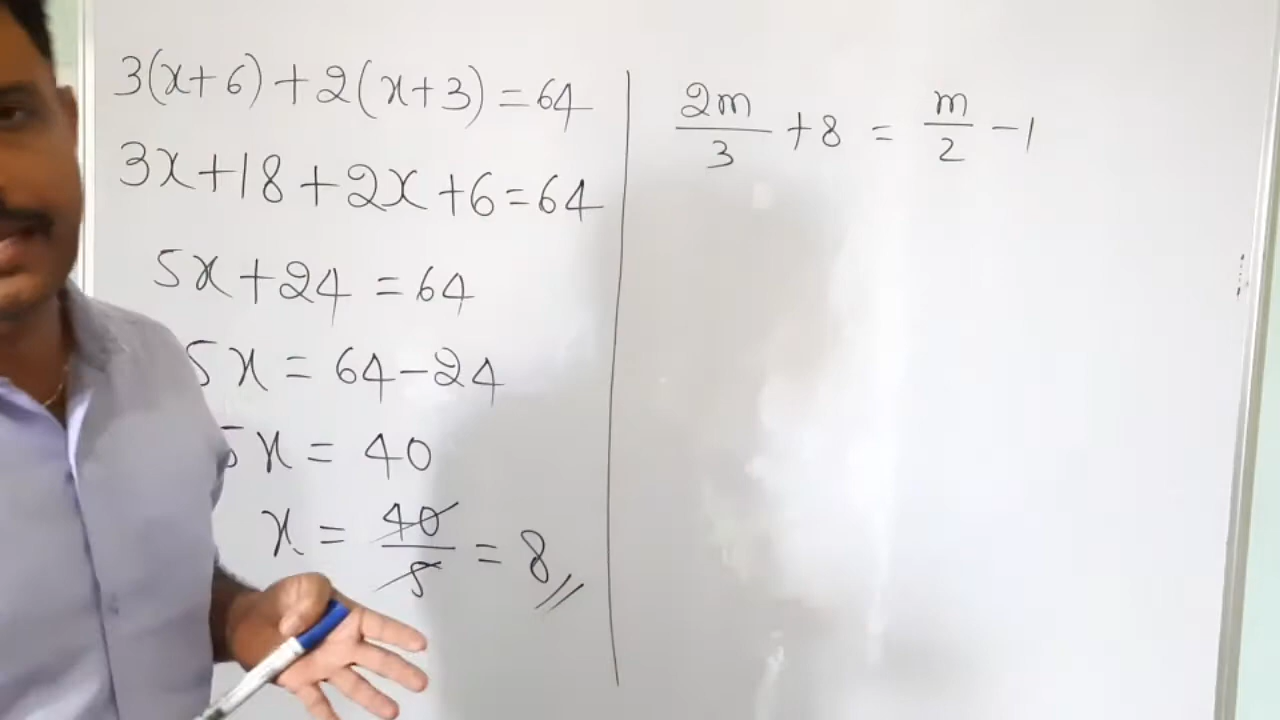 3(x+6)+2(x+3)=64
3x+18+2x+6=64
5x+24=64
5x=64-24
5x=40
x=40/5=8//
2m/3+8=m/2-1